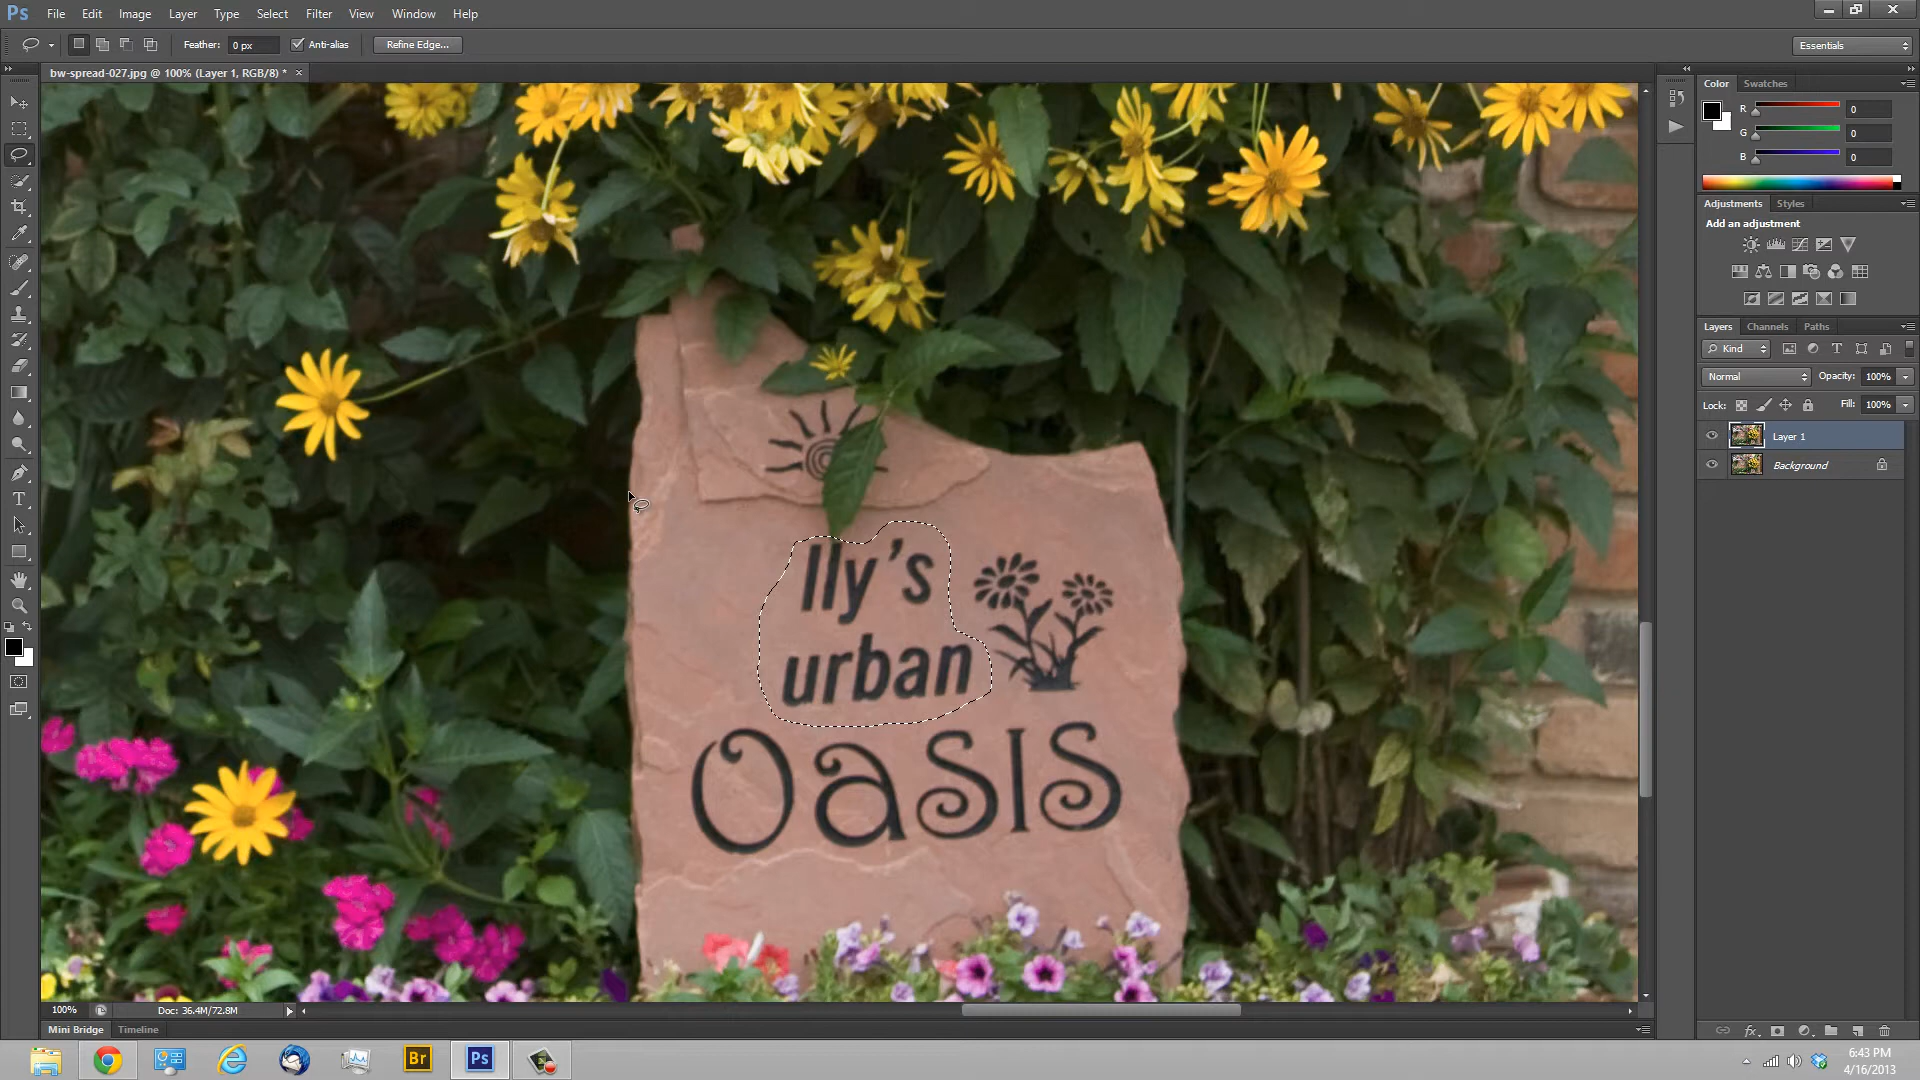 Ps File Edit Image Layer Type Select Filter View Window Help
Feather: 0 px Anti-alias Refine Edge... Essentials
bw-spread-027.jpg @ 100% (Layer 1, RGB/8) * ×
Color Swatches
R 0
G 0
B 0
Adjustments Styles
Add an adjustment
Layers Channels Paths
Kind
Normal Opacity: 100%
Lock: Fill: 100%
Layer 1
Background
lly's
urban
OasIS
100% Doc: 36.4M/72.8M
Mini Bridge Timeline
Br Ps
6:43 PM
4/16/2013